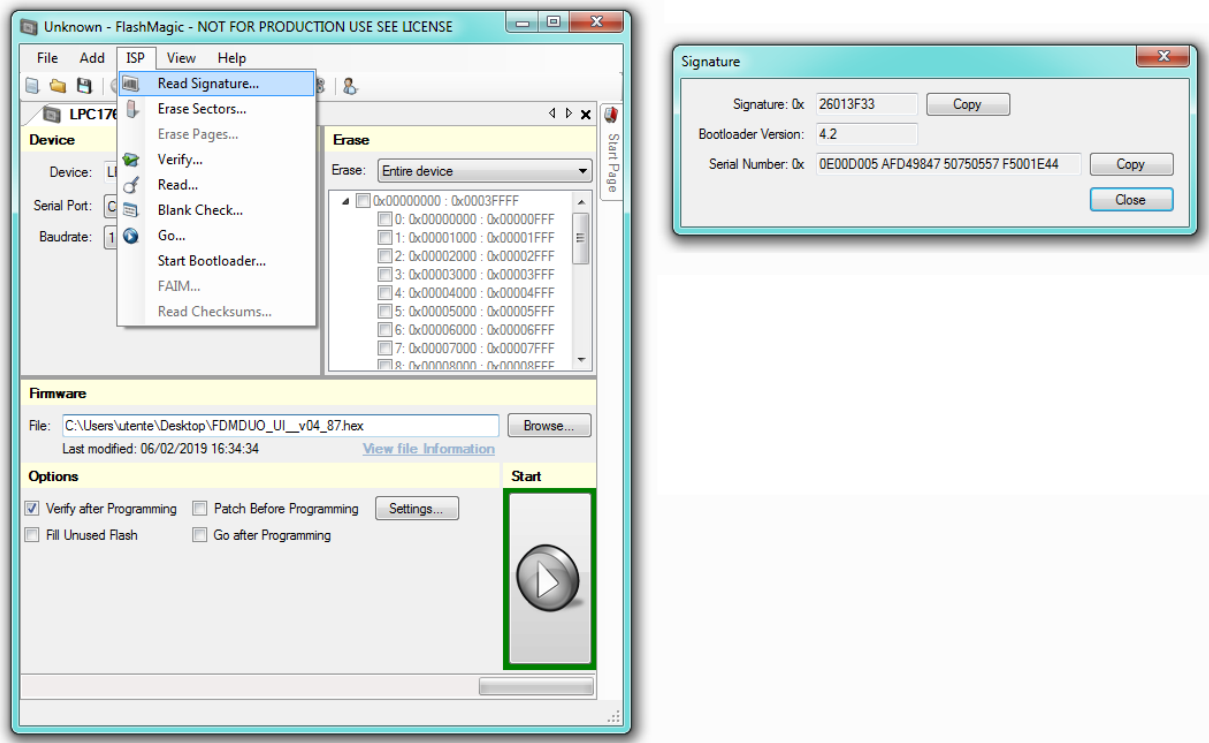 Unknown - FlashMagic - NOT FOR PRODUCTION USE SEE LICENSE
File Add ISP View Help
Read Signature...
Erase Sectors...
Erase Pages...
Verify...
Read...
Blank Check...
Go...
Start Bootloader...
FAIM...
Read Checksums...
LPC176
Start Page
Device
Device:
Serial Port:
Baudrate: 1
Erase
Erase: Entire device
0x00000000 : 0x0003FFFF
0: 0x00000000 : 0x00000FFF
1: 0x00001000 : 0x00001FFF
2: 0x00002000 : 0x00002FFF
3: 0x00003000 : 0x00003FFF
4: 0x00004000 : 0x00004FFF
5: 0x00005000 : 0x00005FFF
6: 0x00006000 : 0x00006FFF
7: 0x00007000 : 0x00007FFF
8: 0x00008000 : 0x00008FFF
Firmware
File: C:\Users\utente\Desktop\FDMDUO_UI__v04_87.hex Browse...
Last modified: 06/02/2019 16:34:34 View file Information
Options
Verify after Programming Patch Before Programming Settings...
Fill Unused Flash Go after Programming
Start
Signature
Signature: 0x 26013F33 Copy
Bootloader Version: 4.2
Serial Number: 0x 0E00D005 AFD49847 50750557 F5001E44 Copy
Close